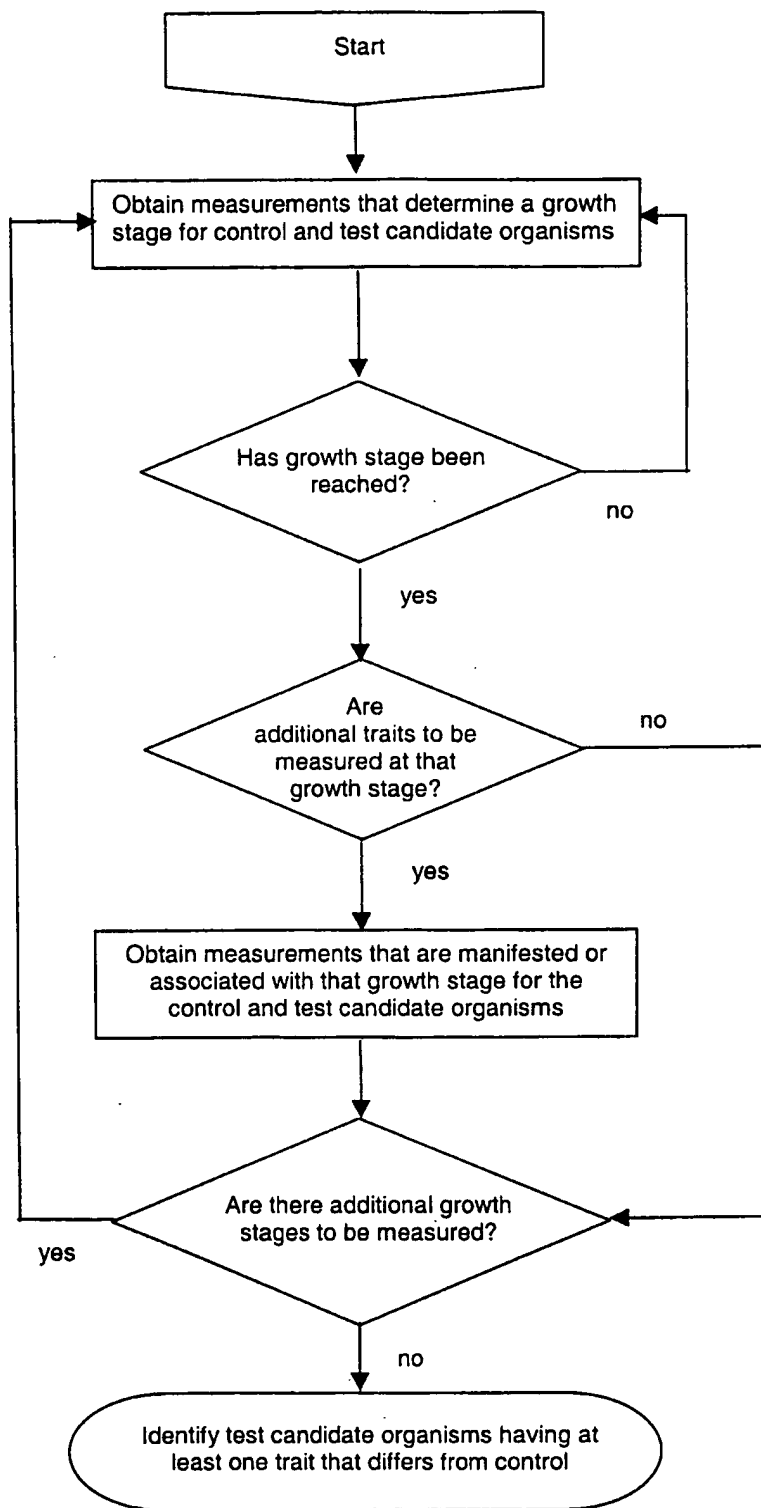 Start
Obtain measurements that determine a growth
stage for control and test candidate organisms
Has growth stage been
reached?
no
yes
Are
additional traits to be
measured at that
growth stage?
no
yes
Obtain measurements that are manifested or
associated with that growth stage for the
control and test candidate organisms
Are there additional growth
stages to be measured?
yes
no
Identify test candidate organisms having at
least one trait that differs from control